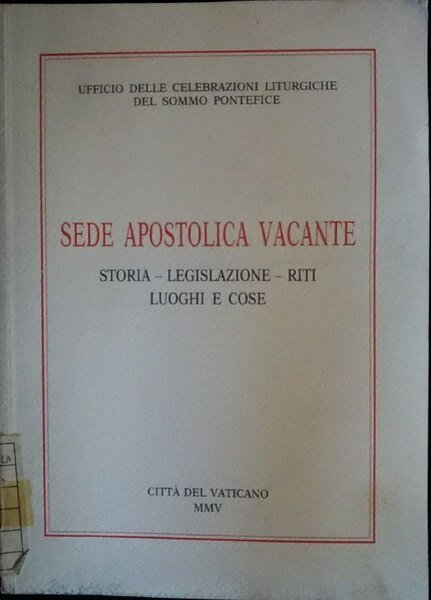 UFFICIO DELLE CELEBRAZIONI LITURGICHE
DEL SOMMO PONTEFICE
SEDE APOSTOLICA VACANTE
STORIA – LEGISLAZIONE – RITI
LUOGHI E COSE
CITTÀ DEL VATICANO
MMV